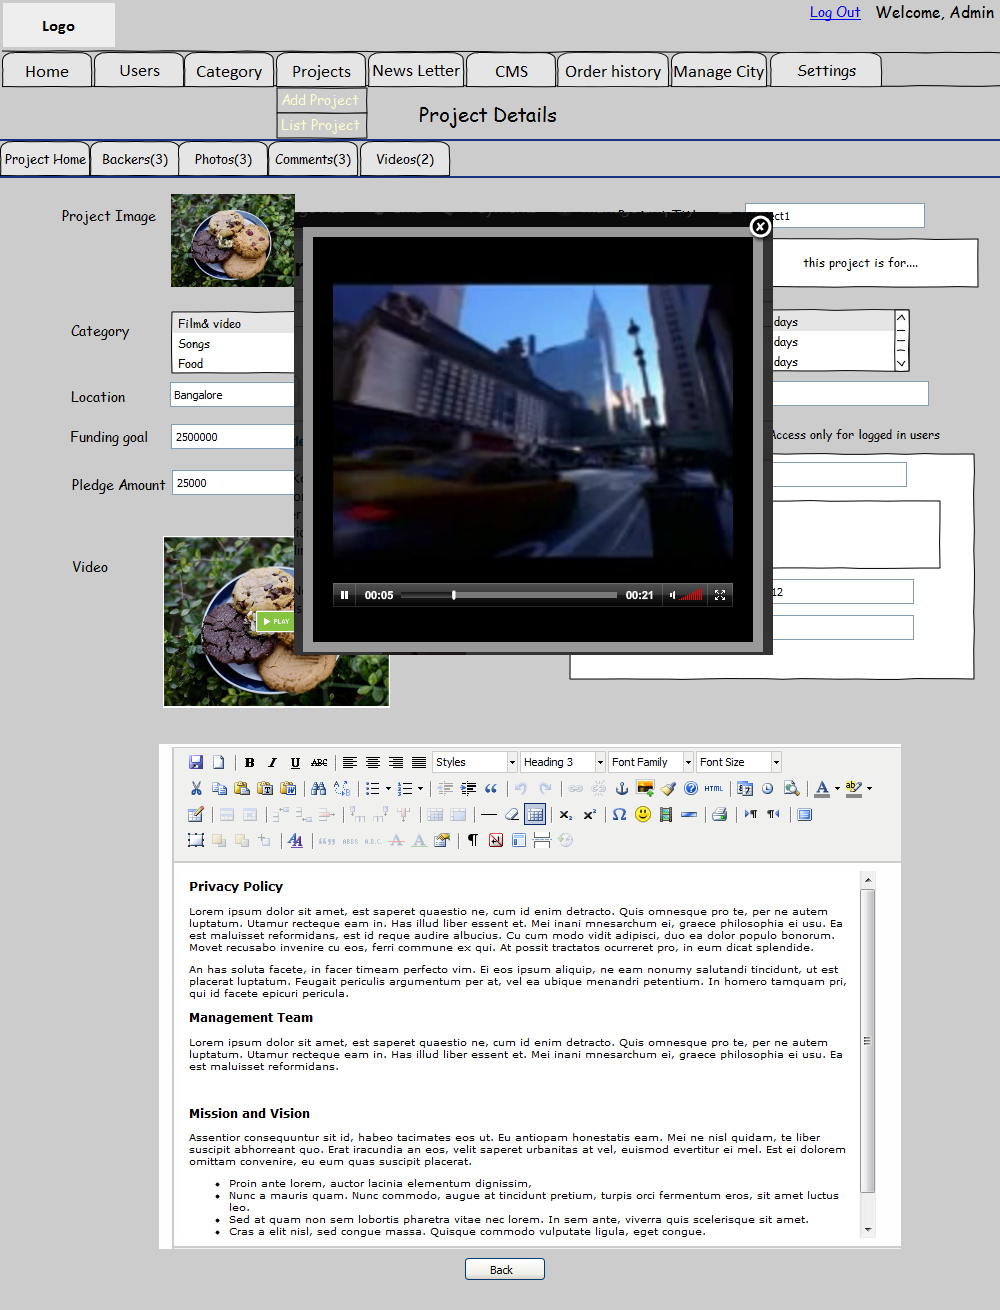 Log Out Welcome, Admin
Logo
Home Users Category Projects News Letter CMS Order history Manage City Settings
Add Project
List Project
Project Details
Project Home Backers(3) Photos(3) Comments(3) Videos(2)
Project Image
ect1
this project is for....
Category
Film& video
Songs
Food
days
days
days
Location Bangalore
Funding goal 2500000
Access only for logged in users
Pledge Amount 25000
Video
PLAY
12
00:05 00:21
B I U ABC Styles Heading 3 Font Family Font Size
HTML
Privacy Policy
Lorem ipsum dolor sit amet, est saperet quaestio ne, cum id enim detracto. Quis omnesque pro te, per ne autem
luptatum. Utamur recteque eam in. Has illud liber essent et. Mei inani mnesarchum ei, graece philosophia ei usu. Ea
est maluisset reformidans, est id reque audire albucius. Cu cum modo vidit adipisci, duo ea dolor populo bonorum.
Movet recusabo invenire cu eos, ferri commune ex qui. At possit tractatos ocurreret pro, in eum dicat splendide.
An has soluta facete, in facer timeam perfecto vim. Ei eos ipsum aliquip, ne eam nonumy salutandi tincidunt, ut est
placerat luptatum. Feugait periculis argumentum per at, vel ea ubique menandri petentium. In homero tamquam pri,
qui id facete epicuri pericula.
Management Team
Lorem ipsum dolor sit amet, est saperet quaestio ne, cum id enim detracto. Quis omnesque pro te, per ne autem
luptatum. Utamur recteque eam in. Has illud liber essent et. Mei inani mnesarchum ei, graece philosophia ei usu. Ea
est maluisset reformidans.
Mission and Vision
Assentior consequuntur sit id, habeo tacimates eos ut. Eu antiopam honestatis eam. Mei ne nisl quidam, te liber
suscipit abhorreant quo. Erat iracundia an eos, velit saperet urbanitas at vel, euismod evertitur ei mel. Est ei dolorem
omittam convenire, eu eum quas suscipit placerat.
• Proin ante lorem, auctor lacinia elementum dignissim,
• Nunc a mauris quam. Nunc commodo, augue at tincidunt pretium, turpis orci fermentum eros, sit amet luctus
leo.
• Sed at quam non sem lobortis pharetra vitae nec lorem. In sem ante, viverra quis scelerisque sit amet.
• Cras a elit nisl, sed congue massa. Quisque commodo vulputate ligula, eget congue.
Back